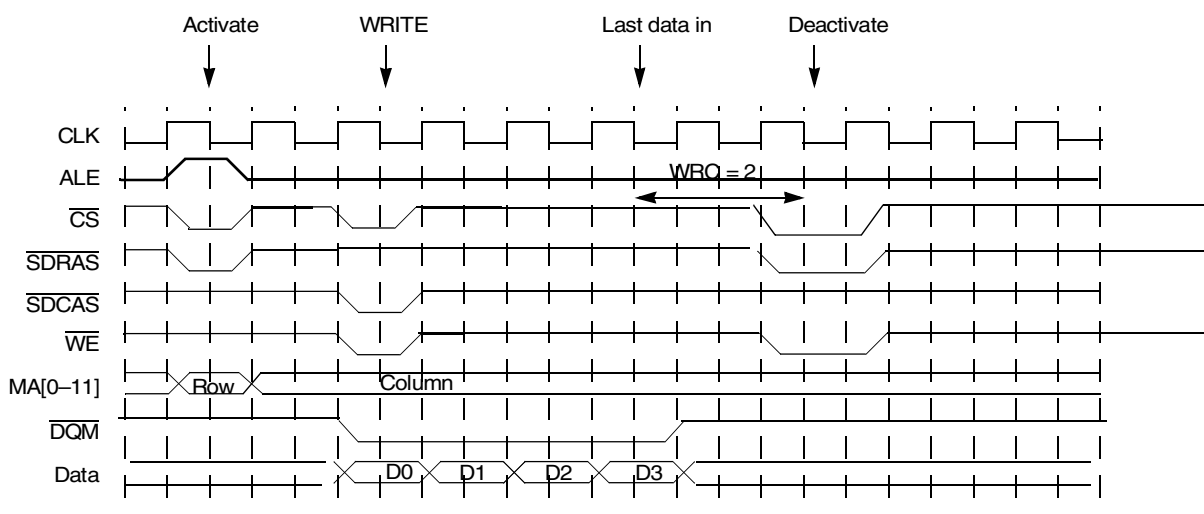 Activate WRITE Last data in Deactivate
CLK
ALE
WRC = 2
CS
SDRAS
SDCAS
WE
MA[0–11] Row Column
DQM
Data D0 D1 D2 D3